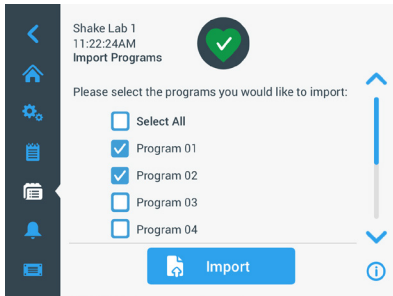 Shake Lab 1
11:22:24AM
Import Programs
Please select the programs you would like to import:
Select All
Program 01
Program 02
Program 03
Program 04
Import